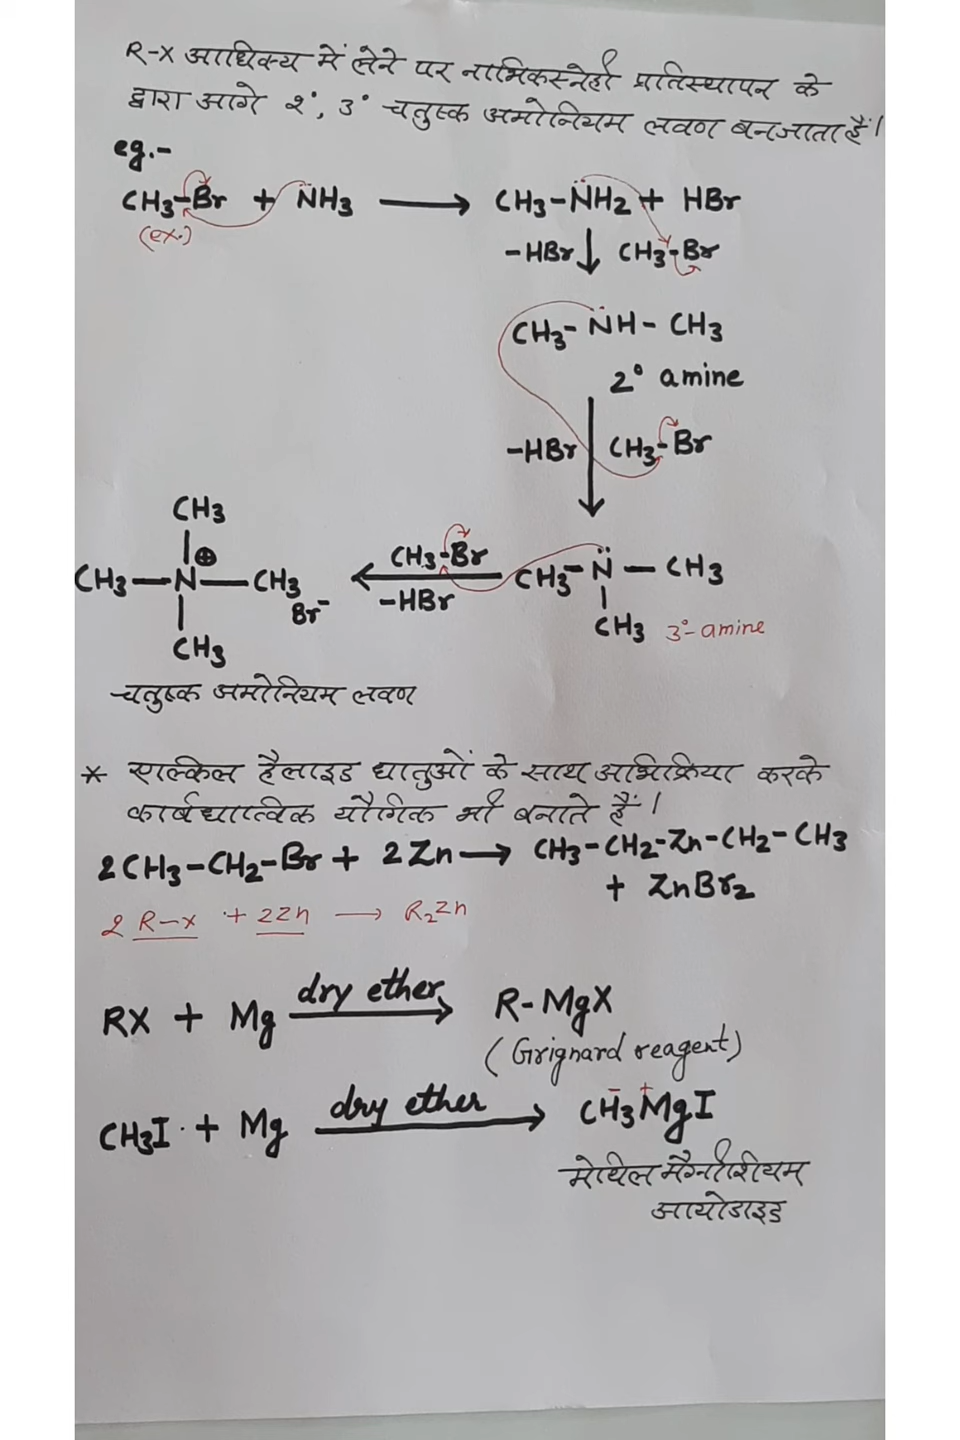 R-X आधिक्य में लेने पर नाभिकस्नेही प्रतिस्थापन के
द्वारा आगे 2°, 3° चतुष्क अमोनियम लवण बनजाता है।
eg.-
CH3-Br + N̈H3 ⟶ CH3-N̈H2 + HBr
(ex.)
-HBr ↓ CH3-Br
CH3-N̈H-CH3
2° amine
-HBr ↓ CH3-Br
CH3
|⊕
CH3-N-CH3
Br⁻
|
CH3
CH3-Br
⟵
-HBr
CH3-N̈-CH3
|
CH3 3°-amine
चतुष्क अमोनियम लवण
* एल्किल हैलाइड धातुओं के साथ अभिक्रिया करके
कार्बधात्विक यौगिक भी बनाते हैं।
2CH3-CH2-Br + 2Zn ⟶ CH3-CH2-Zn-CH2-CH3
+ ZnBr2
2 R-X + 2Zn ⟶ R2Zn
RX + Mg dry ether ⟶ R-MgX
(Grignard reagent)
CH3I + Mg dry ether ⟶ C̄H3M⁺gI
मेथिल मैग्नीशियम
आयोडाइड